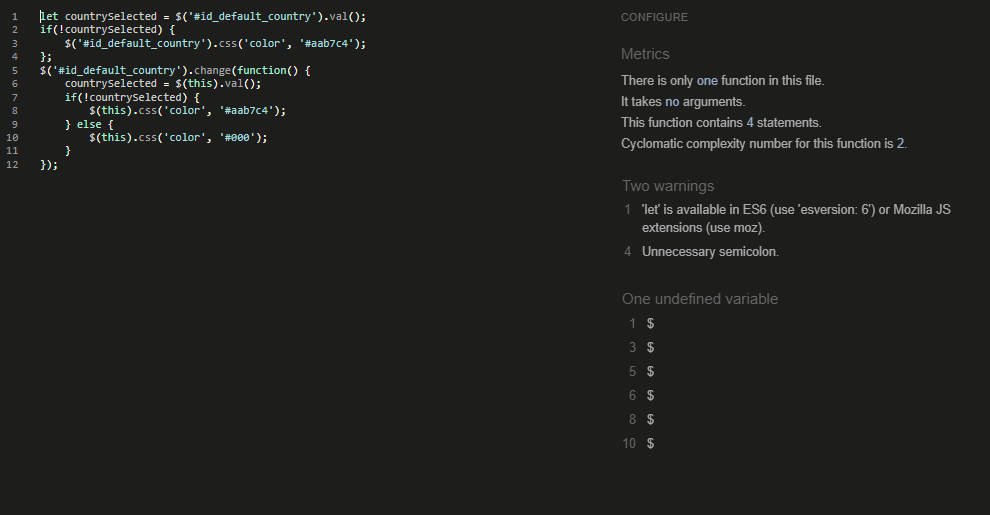 1 let countrySelected = $('#id_default_country').val();
2 if(!countrySelected) {
3 $('#id_default_country').css('color', '#aab7c4');
4 };
5 $('#id_default_country').change(function() {
6 countrySelected = $(this).val();
7 if(!countrySelected) {
8 $(this).css('color', '#aab7c4');
9 } else {
10 $(this).css('color', '#000');
11 }
12 });
CONFIGURE
Metrics
There is only one function in this file.
It takes no arguments.
This function contains 4 statements.
Cyclomatic complexity number for this function is 2.
Two warnings
1 'let' is available in ES6 (use 'esversion: 6') or Mozilla JS
extensions (use moz).
4 Unnecessary semicolon.
One undefined variable
1 $
3 $
5 $
6 $
8 $
10 $